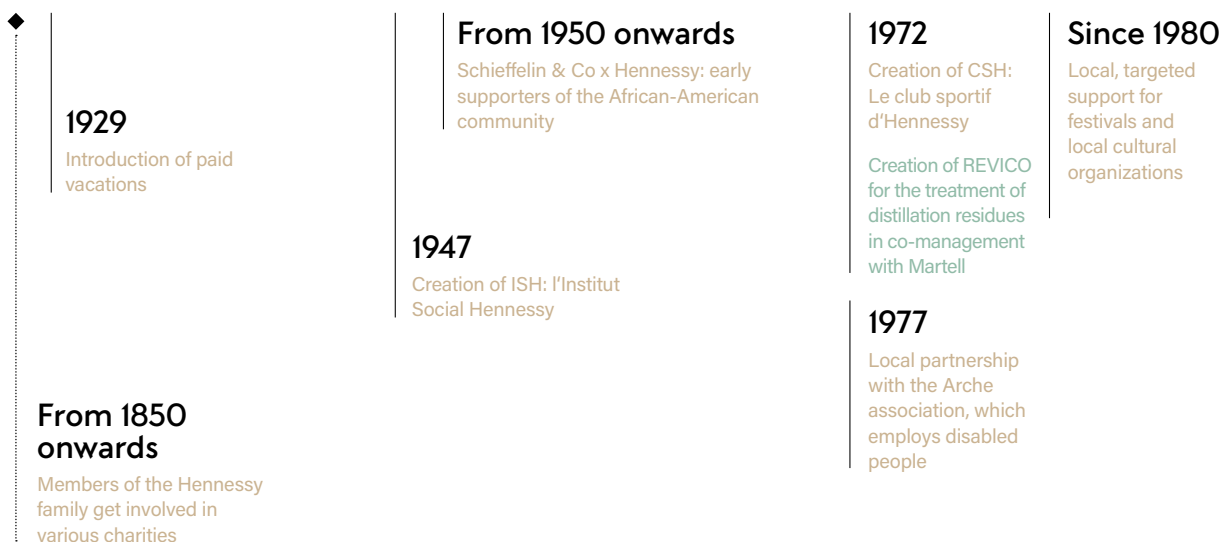 From 1850
onwards
Members of the Hennessy
family get involved in
various charities
1929
Introduction of paid
vacations
1947
Creation of ISH: l'Institut
Social Hennessy
From 1950 onwards
Schieffelin & Co x Hennessy: early
supporters of the African-American
community
1972
Creation of CSH:
Le club sportif
d'Hennessy
Creation of REVICO
for the treatment of
distillation residues
in co-management
with Martell
1977
Local partnership
with the Arche
association, which
employs disabled
people
Since 1980
Local, targeted
support for
festivals and
local cultural
organizations